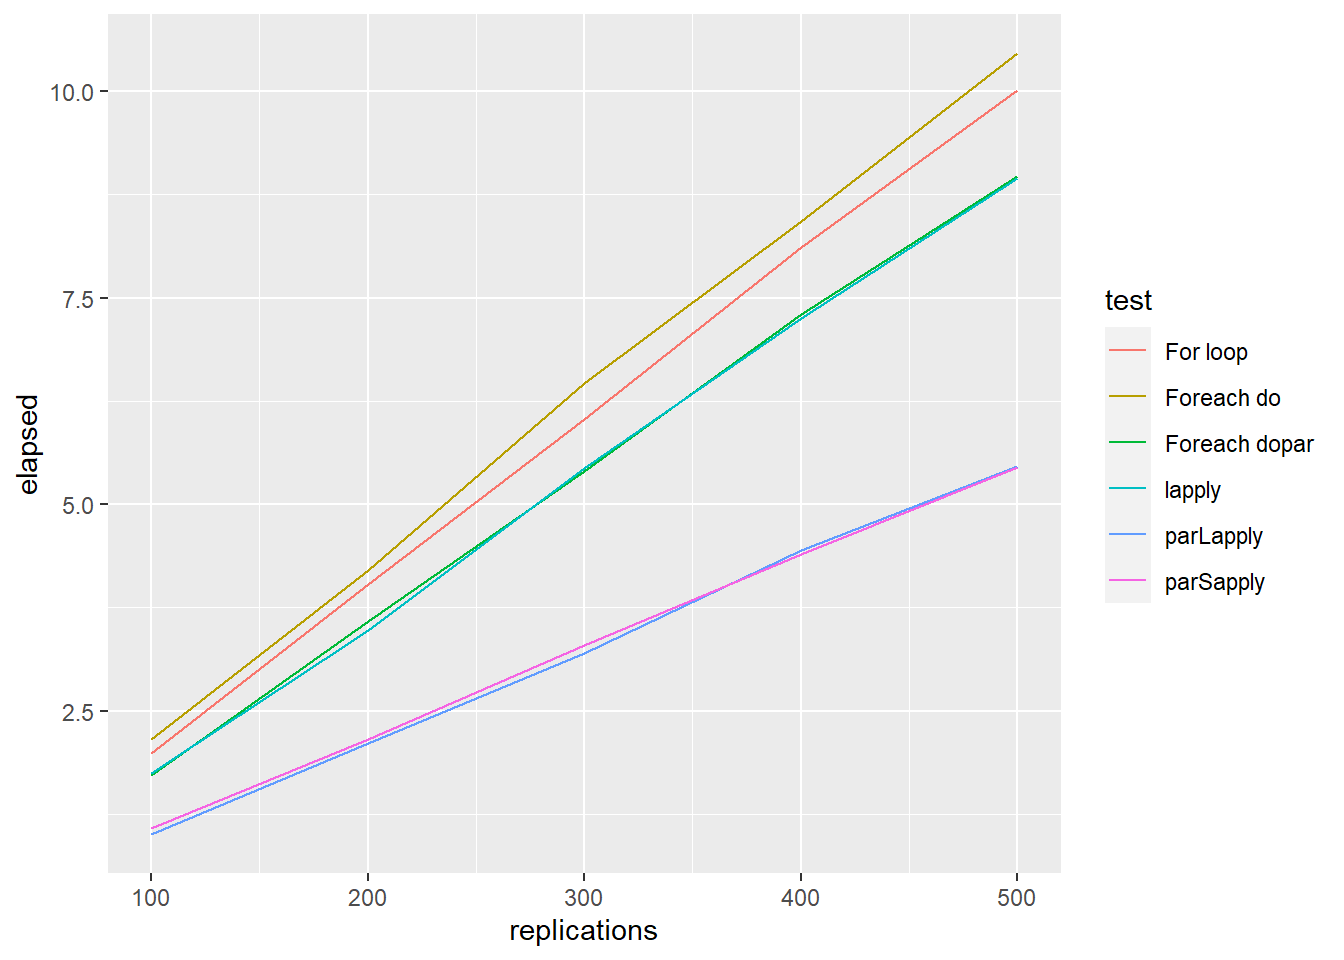 elapsed
10.0
7.5
5.0
2.5
100 200 300 400 500
replications
test
For loop
Foreach do
Foreach dopar
lapply
parLapply
parSapply